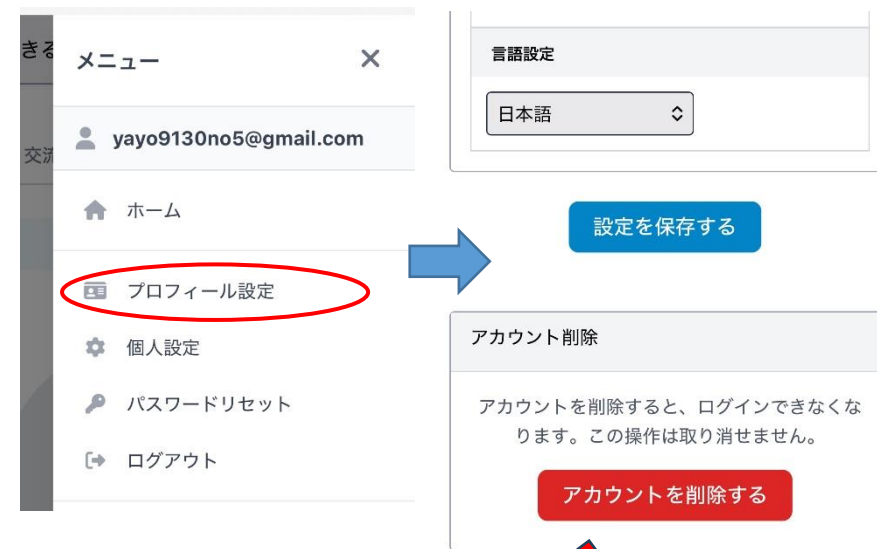 きる
メニュー
交流
yayo9130no5@gmail.com
ホーム
プロフィール設定
個人設定
パスワードリセット
ログアウト
言語設定
日本語
設定を保存する
アカウント削除
アカウントを削除すると、ログインできなくな
ります。この操作は取り消せません。
アカウントを削除する